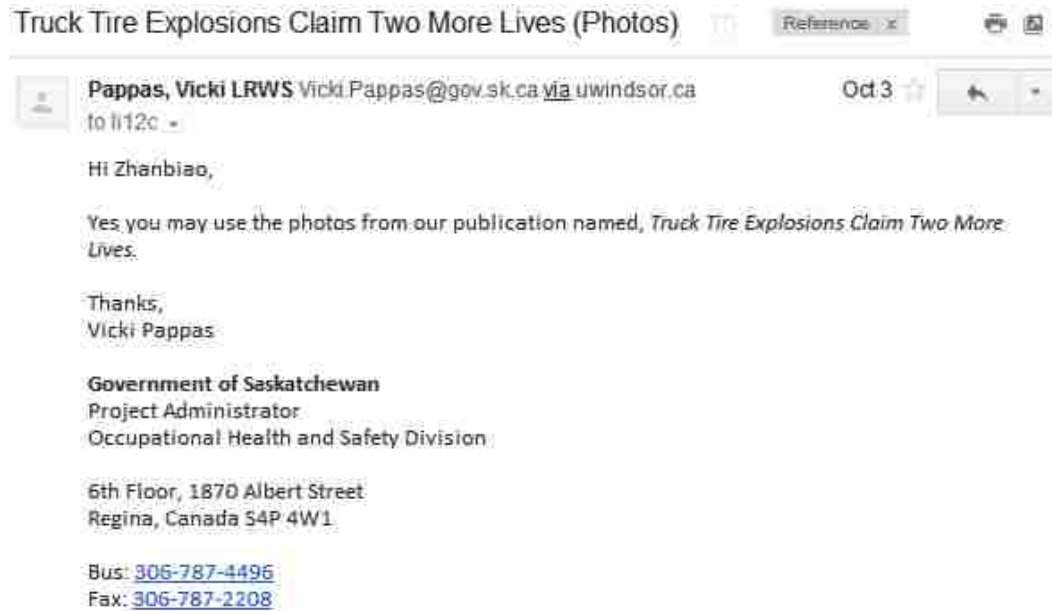 Truck Tire Explosions Claim Two More Lives (Photos) Reference x
Pappas, Vicki LRWS Vicki.Pappas@gov.sk.ca via uwindsor.ca Oct 3
to li12c
Hi Zhanbiao,
Yes you may use the photos from our publication named, Truck Tire Explosions Claim Two More
Lives.
Thanks,
Vicki Pappas
Government of Saskatchewan
Project Administrator
Occupational Health and Safety Division
6th Floor, 1870 Albert Street
Regina, Canada S4P 4W1
Bus: 306-787-4496
Fax: 306-787-2208